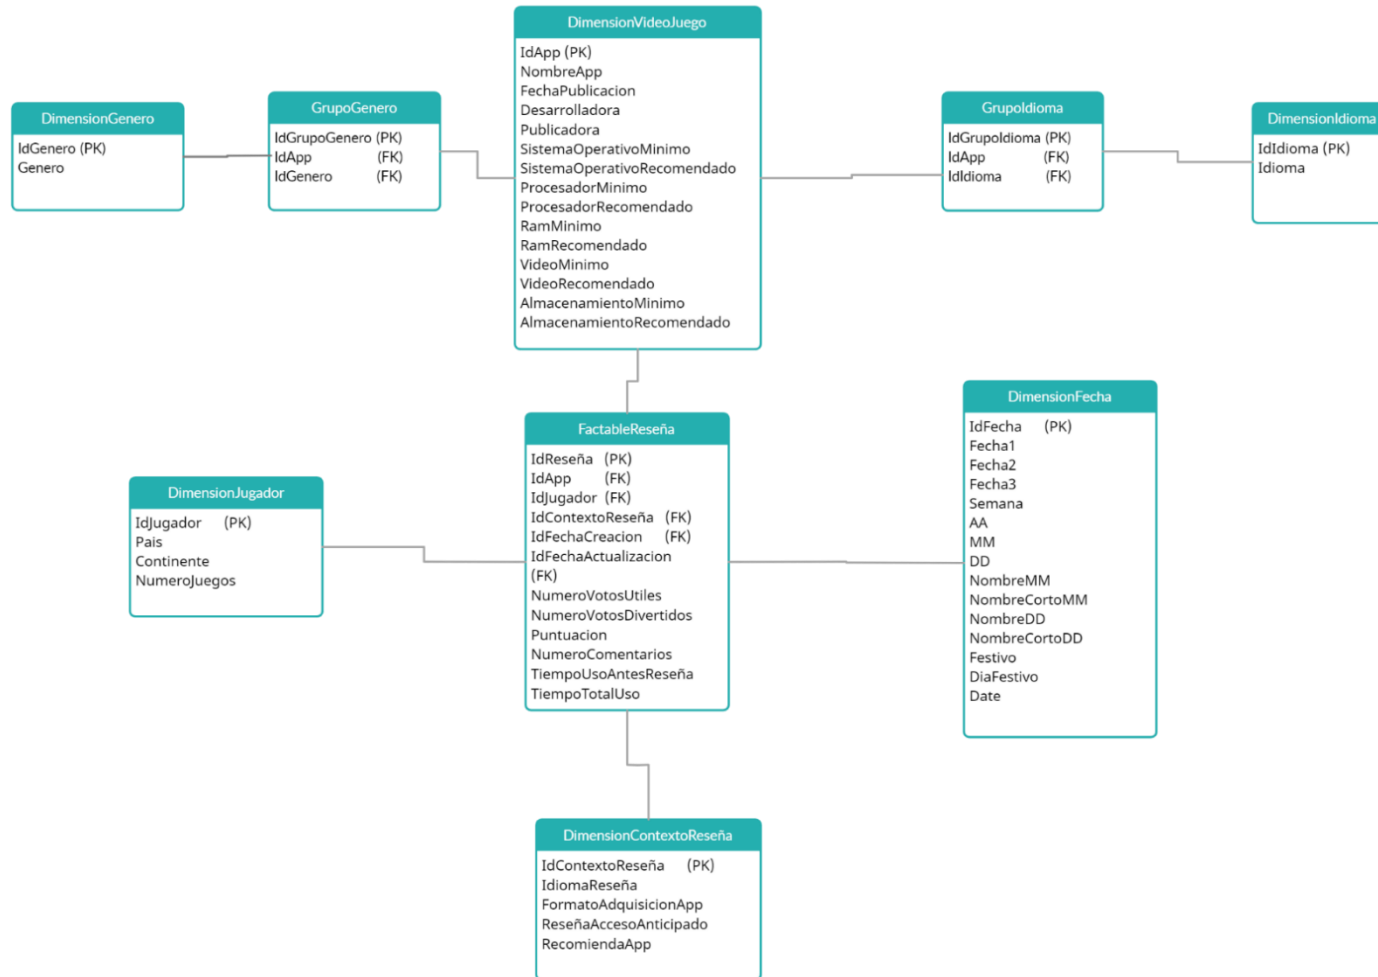 DimensionVideoJuego
IdApp (PK)
NombreApp
FechaPublicacion
Desarrolladora
Publicadora
SistemaOperativoMinimo
SistemaOperativoRecomendado
ProcesadorMinimo
ProcesadorRecomendado
RamMinimo
RamRecomendado
VideoMinimo
VideoRecomendado
AlmacenamientoMinimo
AlmacenamientoRecomendado
DimensionGenero
IdGenero (PK)
Genero
GrupoGenero
IdGrupoGenero (PK)
IdApp (FK)
IdGenero (FK)
GrupoIdioma
IdGrupoIdioma (PK)
IdApp (FK)
IdIdioma (FK)
DimensionIdioma
IdIdioma (PK)
Idioma
FactableReseña
IdReseña (PK)
IdApp (FK)
IdJugador (FK)
IdContextoReseña (FK)
IdFechaCreacion (FK)
IdFechaActualizacion
(FK)
NumeroVotosUtiles
NumeroVotosDivertidos
Puntuacion
NumeroComentarios
TiempoUsoAntesReseña
TiempoTotalUso
DimensionJugador
IdJugador (PK)
Pais
Continente
NumeroJuegos
DimensionFecha
IdFecha (PK)
Fecha1
Fecha2
Fecha3
Semana
AA
MM
DD
NombreMM
NombreCortoMM
NombreDD
NombreCortoDD
Festivo
DiaFestivo
Date
DimensionContextoReseña
IdContextoReseña (PK)
IdiomaReseña
FormatoAdquisicionApp
ReseñaAccesoAnticipado
RecomiendaApp